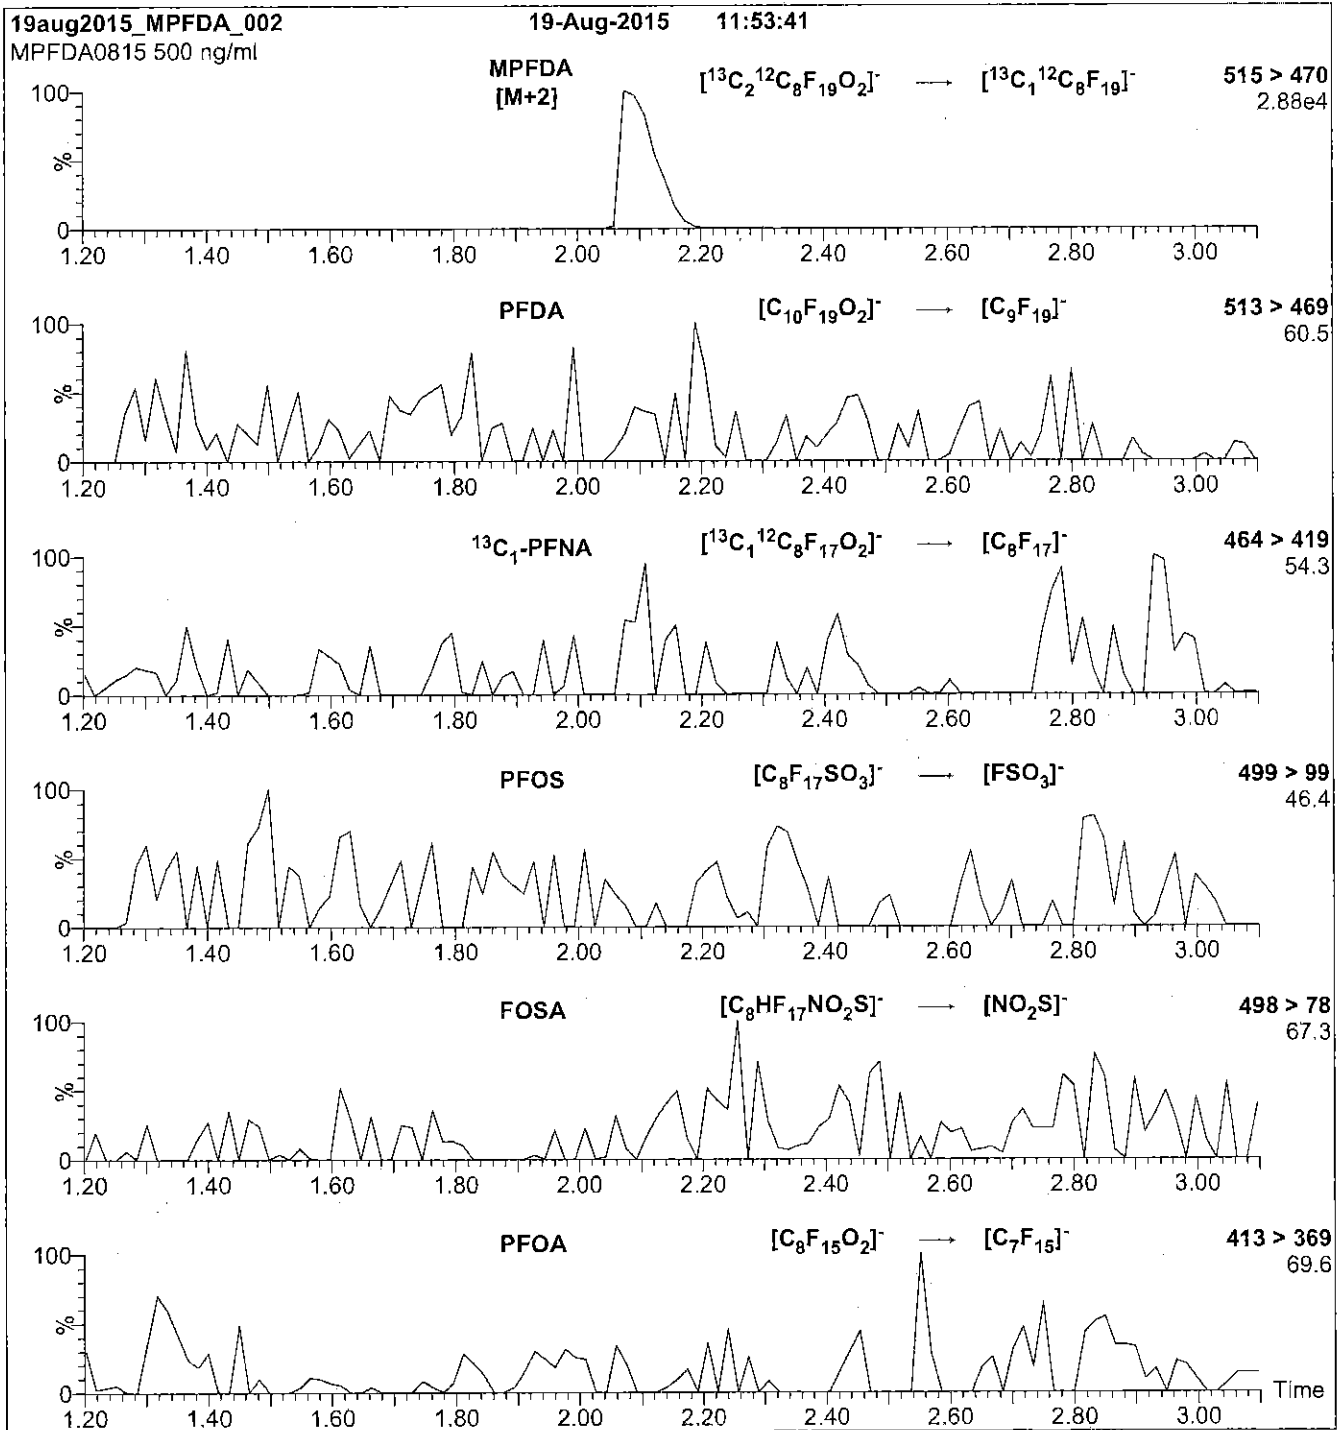 19aug2015_MPFDA_002 19-Aug-2015 11:53:41
MPFDA0815 500 ng/ml
MPFDA [¹³C₂¹²C₈F₁₉O₂]⁻ → [¹³C₁¹²C₈F₁₉]⁻ 515 > 470
[M+2] 2.88e4
100
%
0
1.20 1.40 1.60 1.80 2.00 2.20 2.40 2.60 2.80 3.00
PFDA [C₁₀F₁₉O₂]⁻ → [C₉F₁₉]⁻ 513 > 469
60.5
100
%
0
1.20 1.40 1.60 1.80 2.00 2.20 2.40 2.60 2.80 3.00
¹³C₁-PFNA [¹³C₁¹²C₈F₁₇O₂]⁻ → [C₈F₁₇]⁻ 464 > 419
54.3
100
%
0
1.20 1.40 1.60 1.80 2.00 2.20 2.40 2.60 2.80 3.00
PFOS [C₈F₁₇SO₃]⁻ → [FSO₃]⁻ 499 > 99
46.4
100
%
0
1.20 1.40 1.60 1.80 2.00 2.20 2.40 2.60 2.80 3.00
FOSA [C₈HF₁₇NO₂S]⁻ → [NO₂S]⁻ 498 > 78
67.3
100
%
0
1.20 1.40 1.60 1.80 2.00 2.20 2.40 2.60 2.80 3.00
PFOA [C₈F₁₅O₂]⁻ → [C₇F₁₅]⁻ 413 > 369
69.6
100
%
0 Time
1.20 1.40 1.60 1.80 2.00 2.20 2.40 2.60 2.80 3.00